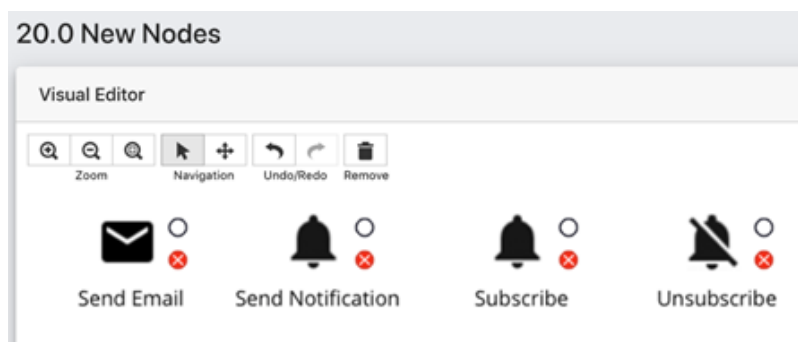 20.0 New Nodes
Visual Editor
Zoom Navigation Undo/Redo Remove
Send Email Send Notification Subscribe Unsubscribe